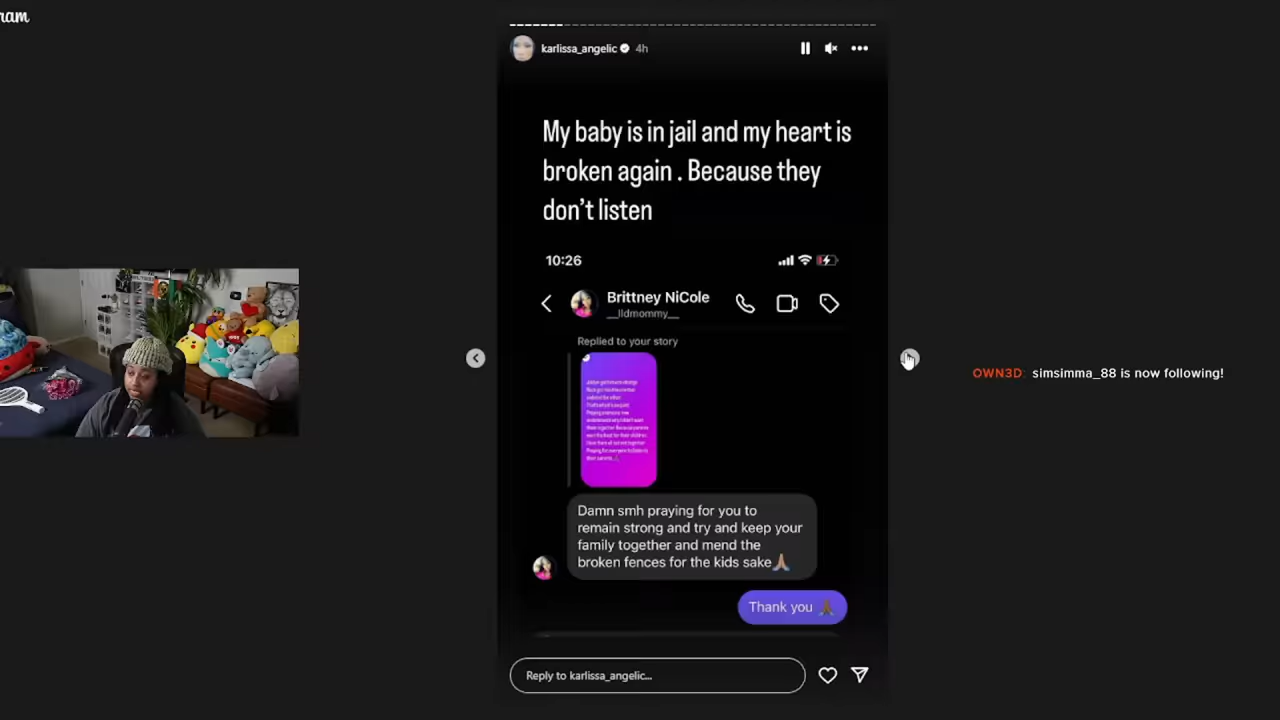 ram
karlissa_angelic 4h
My baby is in jail and my heart is
broken again . Because they
don't listen
10:26
Brittney NiCole
__lldmommy__
Replied to your story
Damn smh praying for you to
remain strong and try and keep your
family together and mend the
broken fences for the kids sake🙏🏽
Thank you 🙏🏾
Reply to karlissa_angelic...
OWN3D: simsimma_88 is now following!